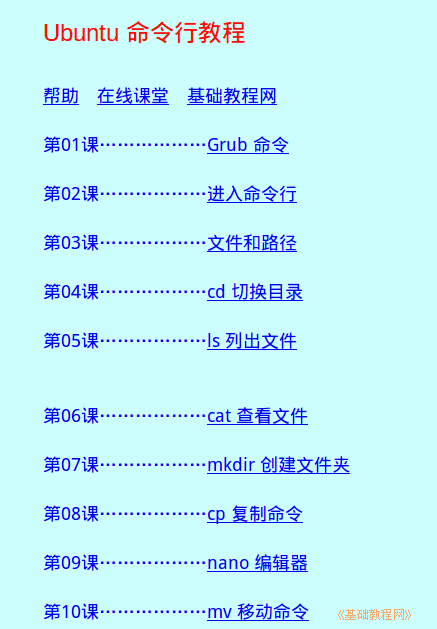 Ubuntu 命令行教程
帮助 在线课堂 基础教程网
第01课………………Grub 命令
第02课………………进入命令行
第03课………………文件和路径
第04课………………cd 切换目录
第05课………………ls 列出文件
第06课………………cat 查看文件
第07课………………mkdir 创建文件夹
第08课………………cp 复制命令
第09课………………nano 编辑器
第10课………………mv 移动命令
《基础教程网》